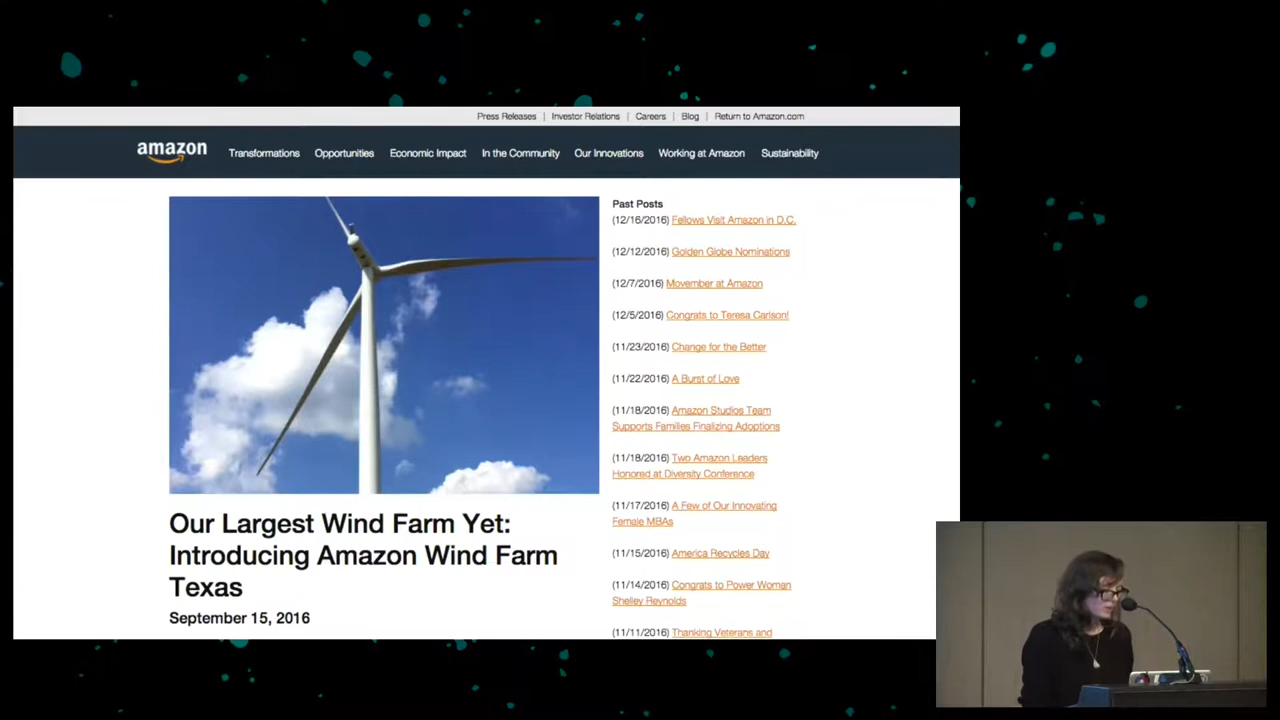 Press Releases | Investor Relations | Careers | Blog | Return to Amazon.com
amazon Transformations Opportunities Economic Impact In the Community Our Innovations Working at Amazon Sustainability
Our Largest Wind Farm Yet:
Introducing Amazon Wind Farm
Texas
September 15, 2016
Past Posts
(12/16/2016) Fellows Visit Amazon in D.C.
(12/12/2016) Golden Globe Nominations
(12/7/2016) Movember at Amazon
(12/5/2016) Congrats to Teresa Carlson!
(11/23/2016) Change for the Better
(11/22/2016) A Burst of Love
(11/18/2016) Amazon Studios Team
Supports Families Finalizing Adoptions
(11/18/2016) Two Amazon Leaders
Honored at Diversity Conference
(11/17/2016) A Few of Our Innovating
Female MBAs
(11/15/2016) America Recycles Day
(11/14/2016) Congrats to Power Woman
Shelley Reynolds
(11/11/2016) Thanking Veterans and